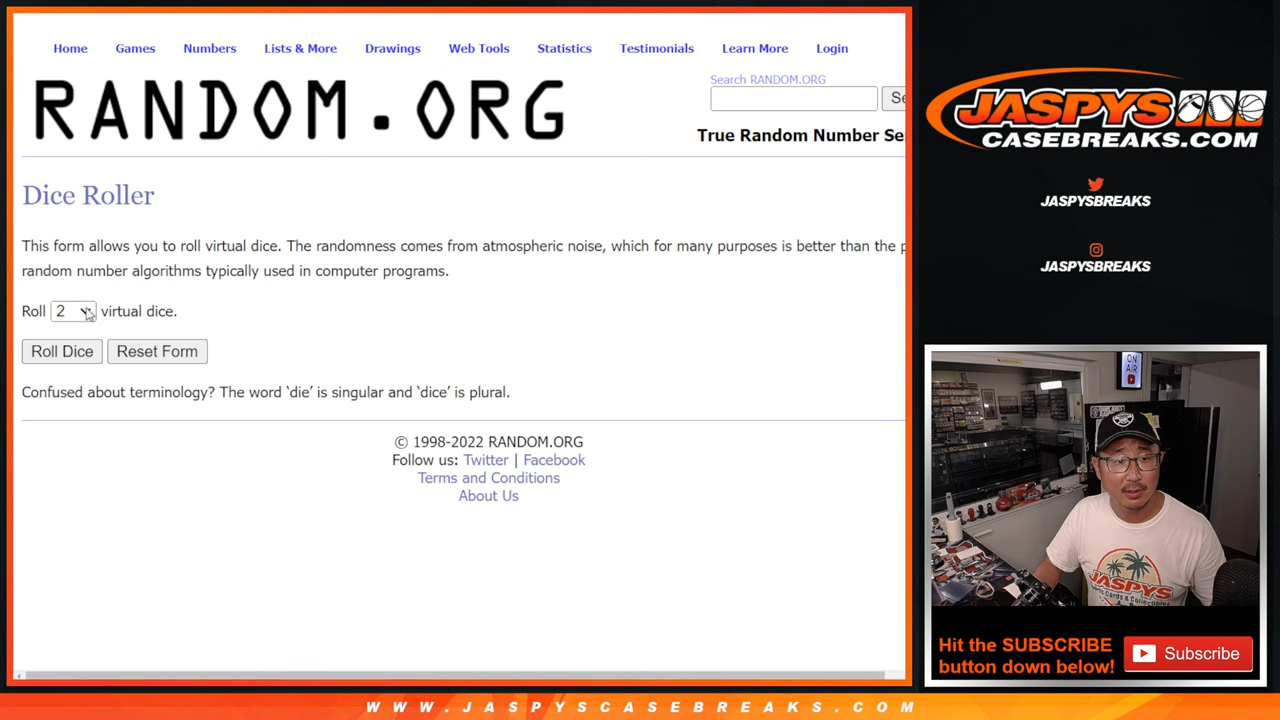 Home Games Numbers Lists & More Drawings Web Tools Statistics Testimonials Learn More Login
RANDOM.ORG
Search RANDOM.ORG
True Random Number Se
Dice Roller
This form allows you to roll virtual dice. The randomness comes from atmospheric noise, which for many purposes is better than the p
random number algorithms typically used in computer programs.
Roll 2 virtual dice.
Roll Dice Reset Form
Confused about terminology? The word ‘die’ is singular and ‘dice’ is plural.
© 1998-2022 RANDOM.ORG
Follow us: Twitter | Facebook
Terms and Conditions
About Us
JASPYS
CASEBREAKS.COM
JASPYSBREAKS
JASPYSBREAKS
ON
AIR
JASPYS
Hit the SUBSCRIBE
button down below!
Subscribe
WWW.JASPYSCASEBREAKS.COM